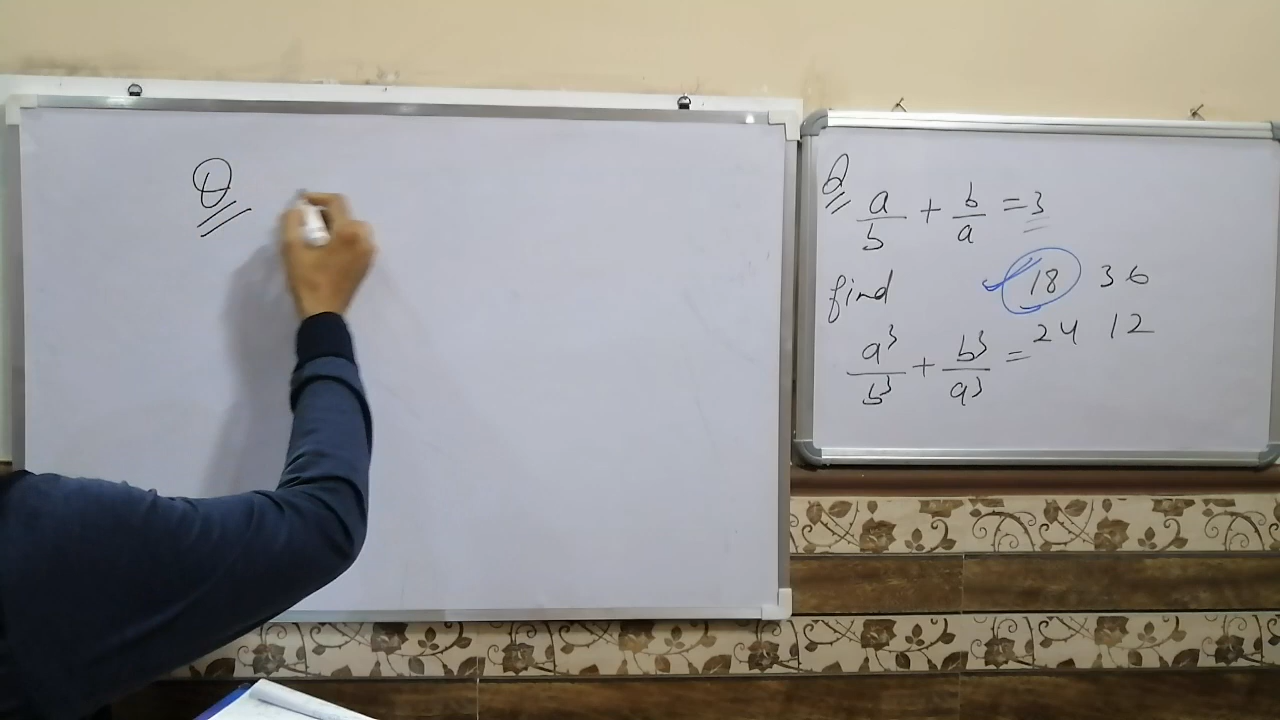 Q
Q a/b + b/a = 3
find 18 36
a³/b³ + b³/a³ = 24 12